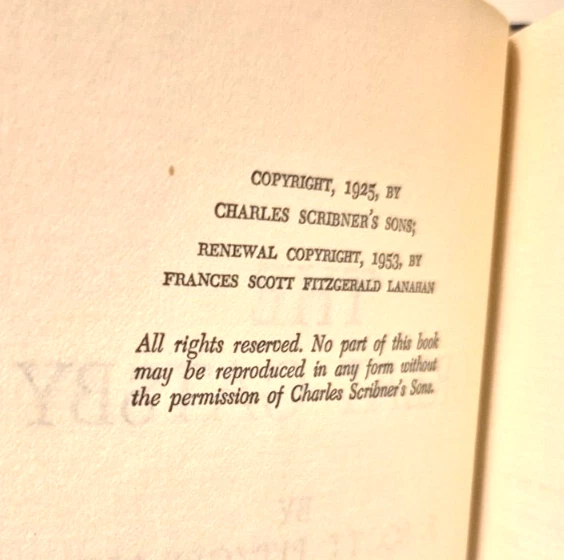 COPYRIGHT, 1925, BY
CHARLES SCRIBNER'S SONS;
RENEWAL COPYRIGHT, 1953, BY
FRANCES SCOTT FITZGERALD LANAHAN
All rights reserved. No part of this book
may be reproduced in any form without
the permission of Charles Scribner's Sons.